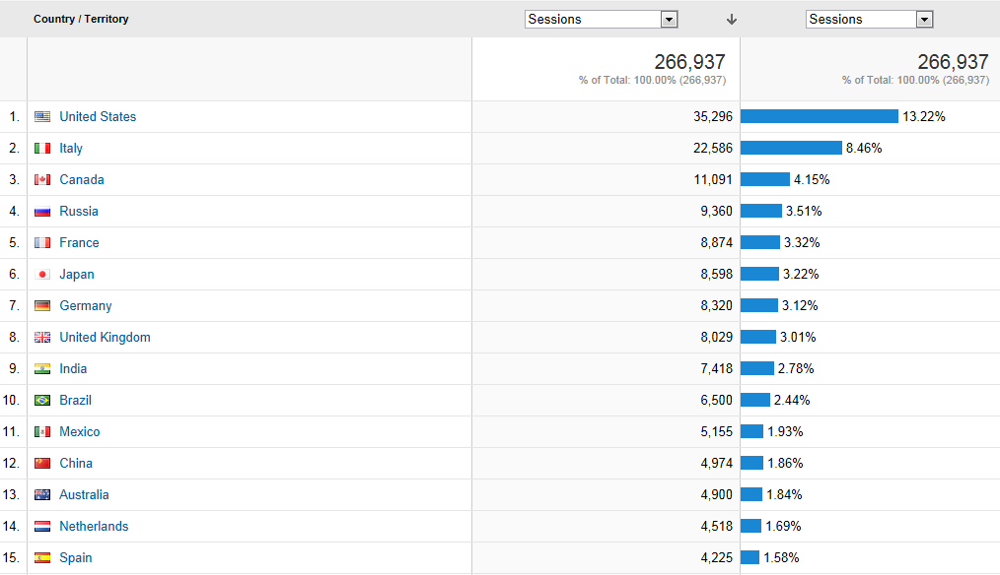 Country / Territory Sessions Sessions
266,937 266,937
% of Total: 100.00% (266,937) % of Total: 100.00% (266,937)
1. United States 35,296 13.22%
2. Italy 22,586 8.46%
3. Canada 11,091 4.15%
4. Russia 9,360 3.51%
5. France 8,874 3.32%
6. Japan 8,598 3.22%
7. Germany 8,320 3.12%
8. United Kingdom 8,029 3.01%
9. India 7,418 2.78%
10. Brazil 6,500 2.44%
11. Mexico 5,155 1.93%
12. China 4,974 1.86%
13. Australia 4,900 1.84%
14. Netherlands 4,518 1.69%
15. Spain 4,225 1.58%